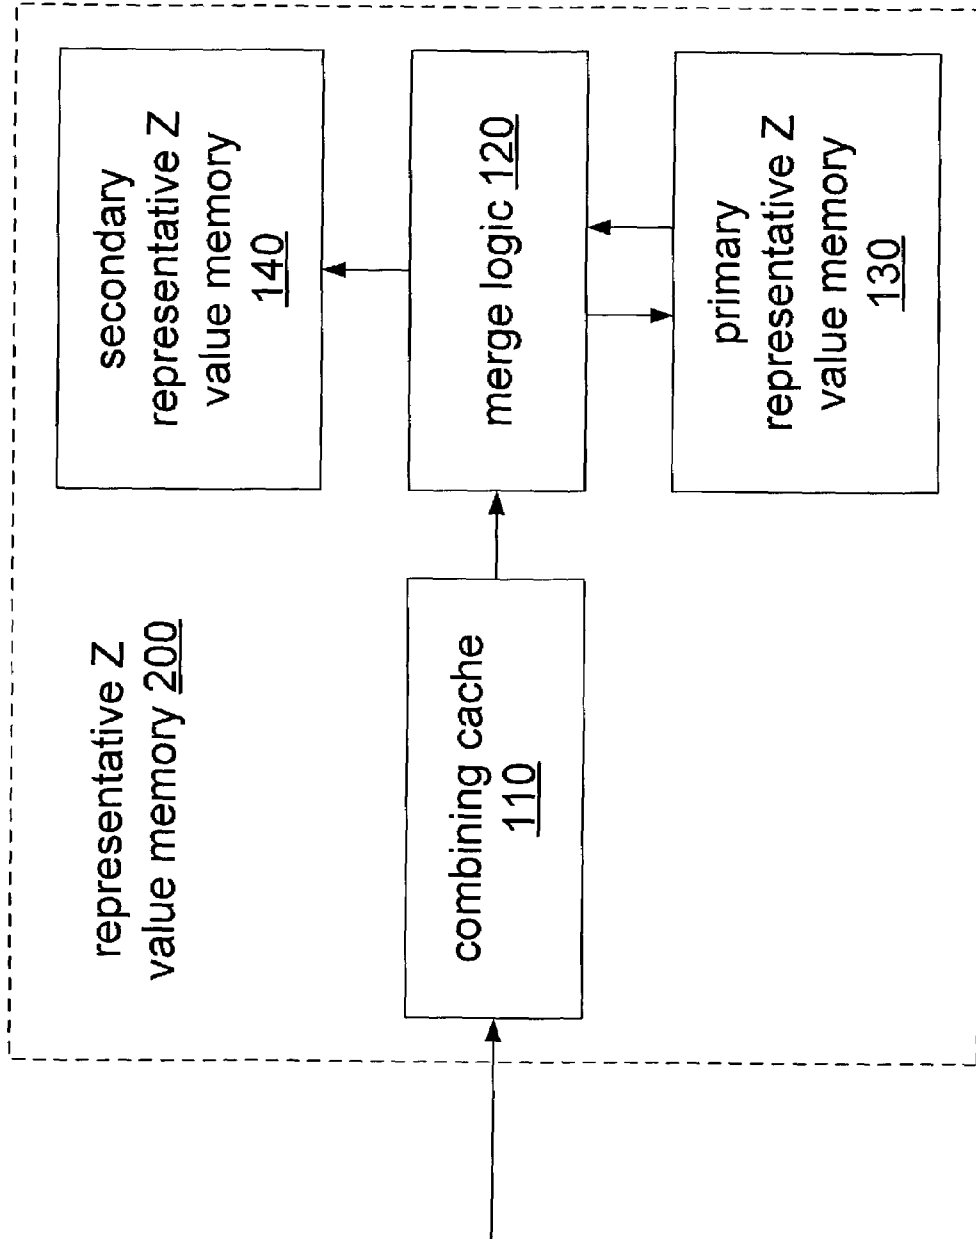 representative Z
value memory 200
combining cache
110
merge logic 120
secondary
representative Z
value memory
140
primary
representative Z
value memory
130